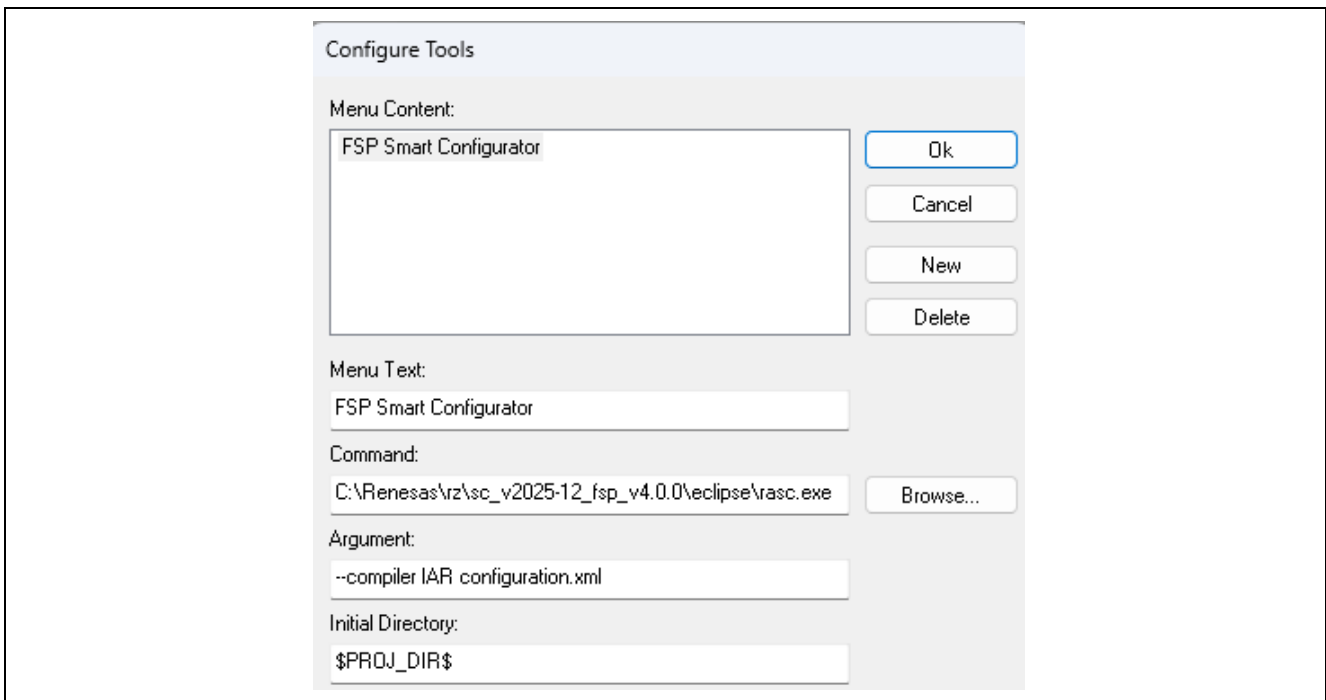 Configure Tools
Menu Content:
FSP Smart Configurator
Ok
Cancel
New
Delete
Menu Text:
FSP Smart Configurator
Command:
C:\Renesas\rz\sc_v2025-12_fsp_v4.0.0\eclipse\rasc.exe
Browse...
Argument:
--compiler IAR configuration.xml
Initial Directory:
$PROJ_DIR$